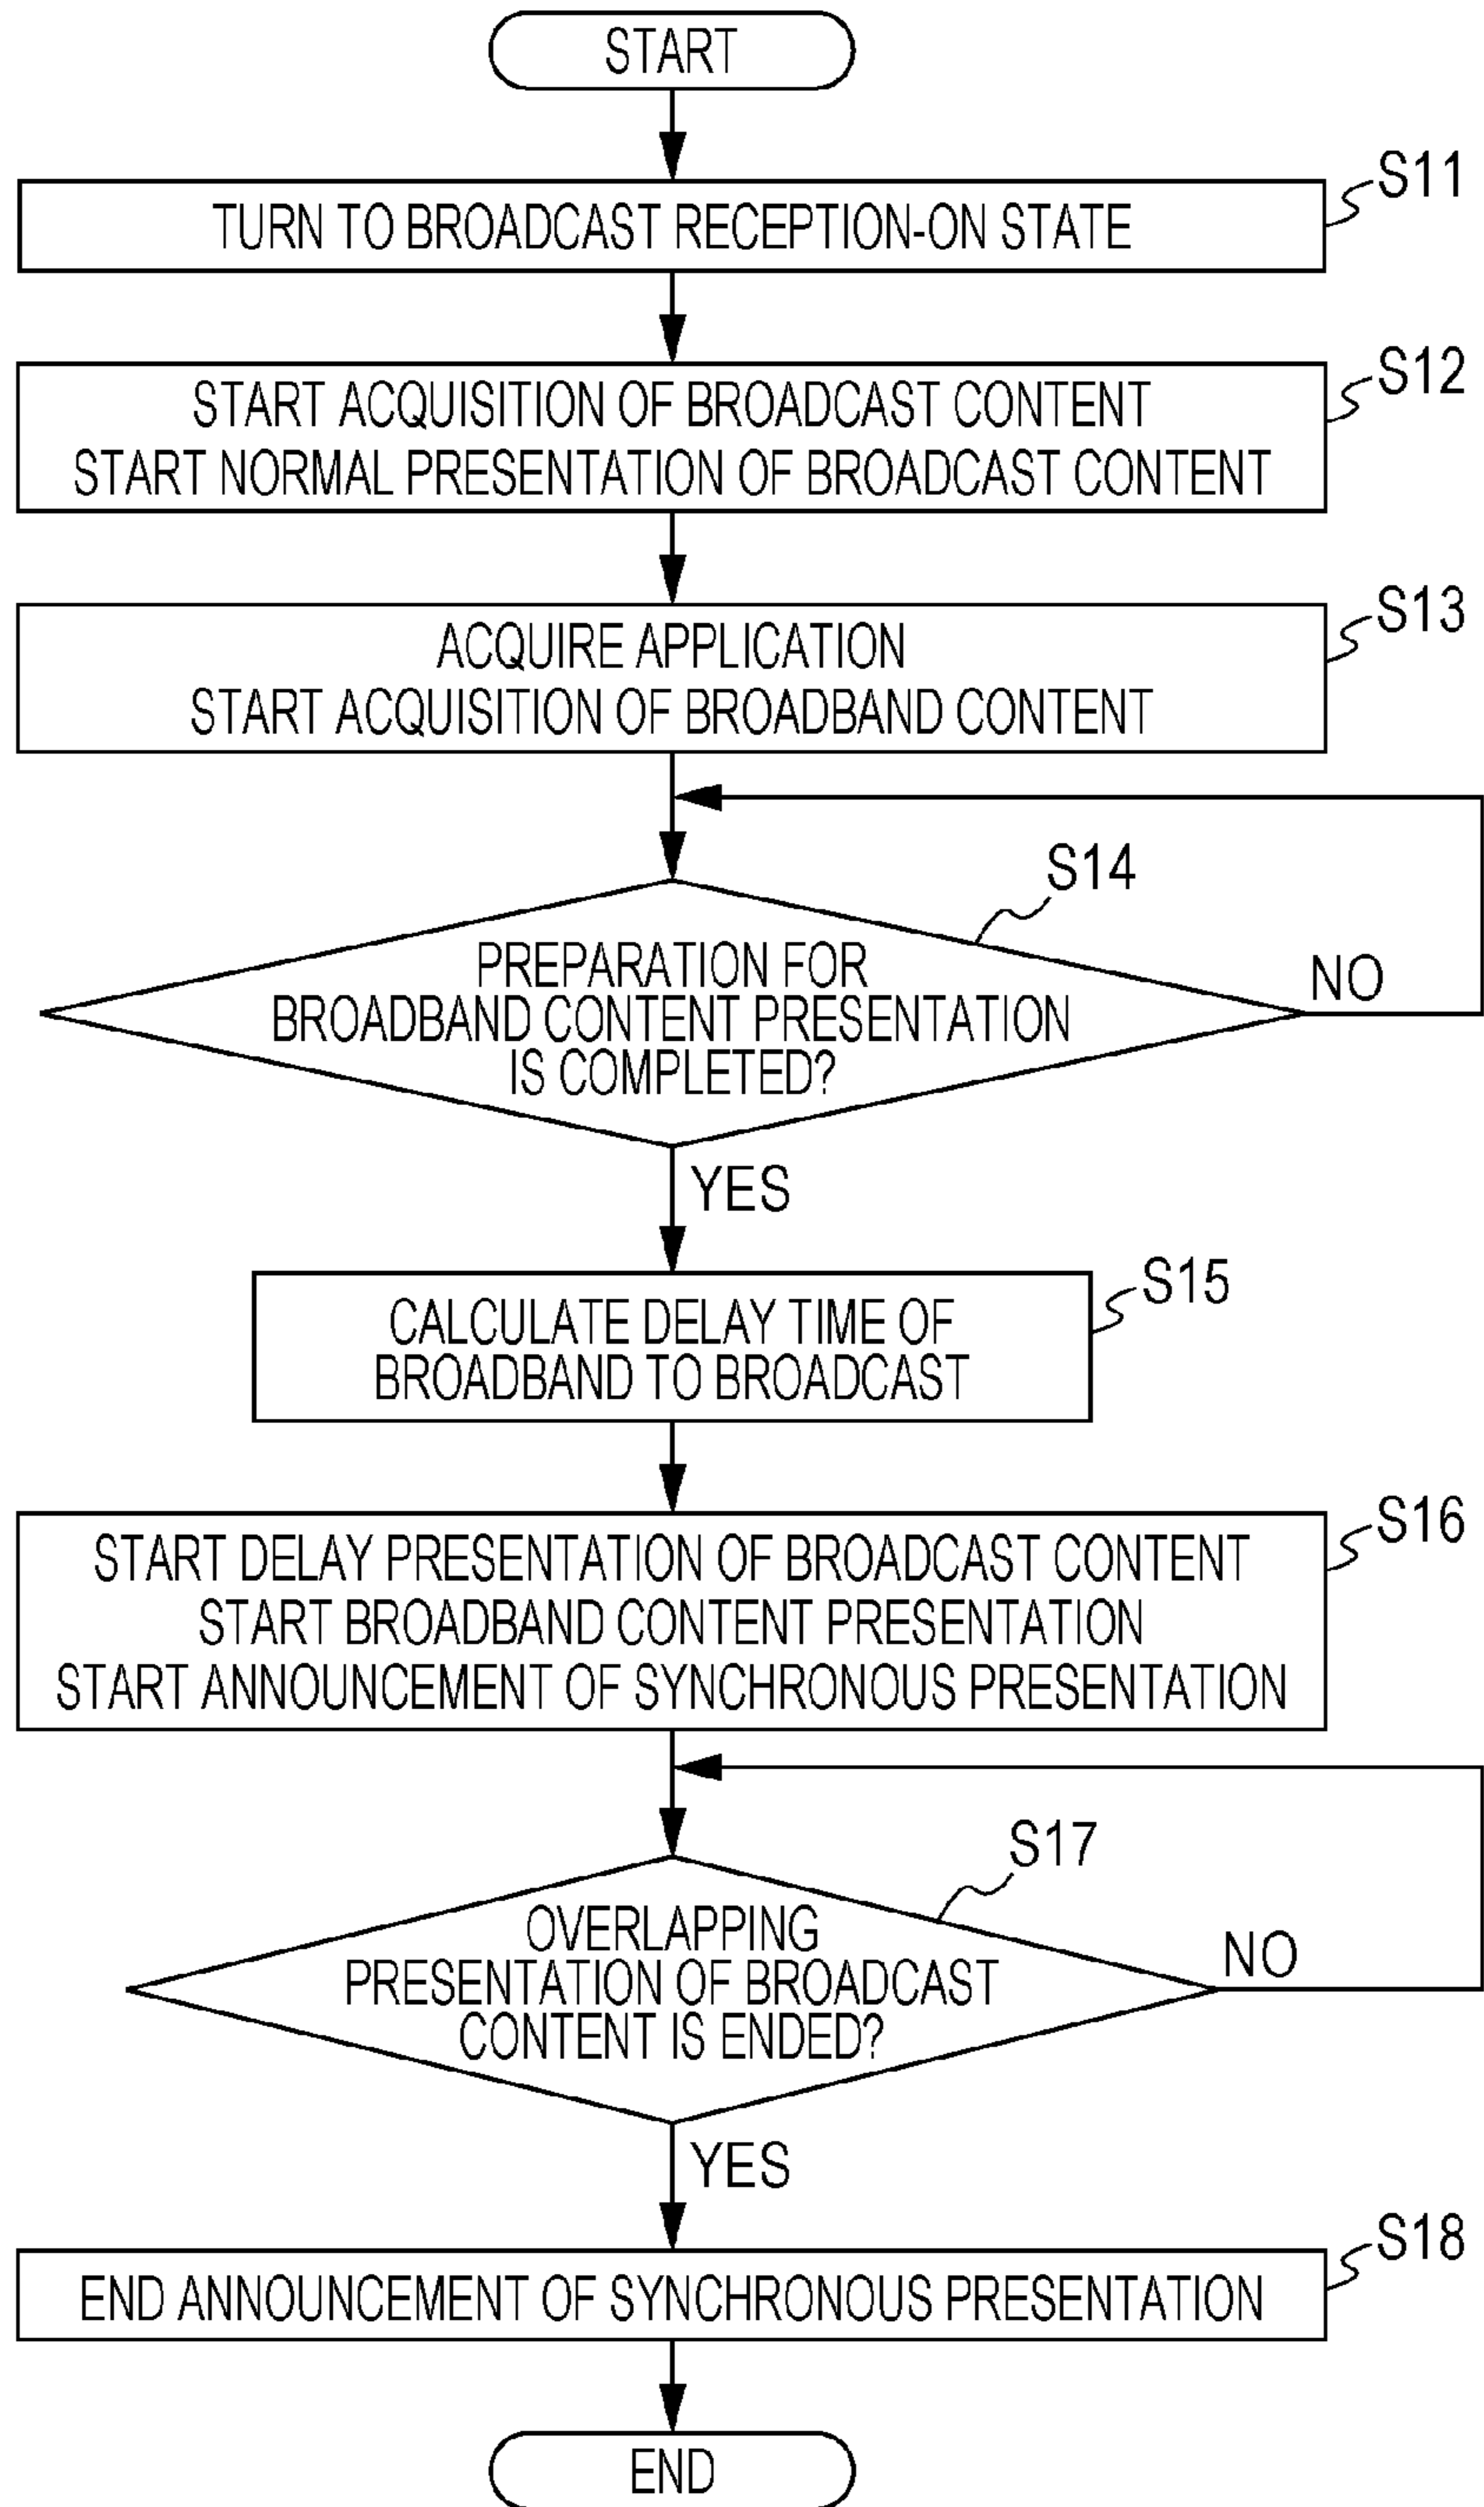 START
S11
TURN TO BROADCAST RECEPTION-ON STATE
S12
START ACQUISITION OF BROADCAST CONTENT
START NORMAL PRESENTATION OF BROADCAST CONTENT
S13
ACQUIRE APPLICATION
START ACQUISITION OF BROADBAND CONTENT
S14
PREPARATION FOR
BROADBAND CONTENT PRESENTATION
IS COMPLETED?
NO
YES
S15
CALCULATE DELAY TIME OF
BROADBAND TO BROADCAST
S16
START DELAY PRESENTATION OF BROADCAST CONTENT
START BROADBAND CONTENT PRESENTATION
START ANNOUNCEMENT OF SYNCHRONOUS PRESENTATION
S17
OVERLAPPING
PRESENTATION OF BROADCAST
CONTENT IS ENDED?
NO
YES
S18
END ANNOUNCEMENT OF SYNCHRONOUS PRESENTATION
END